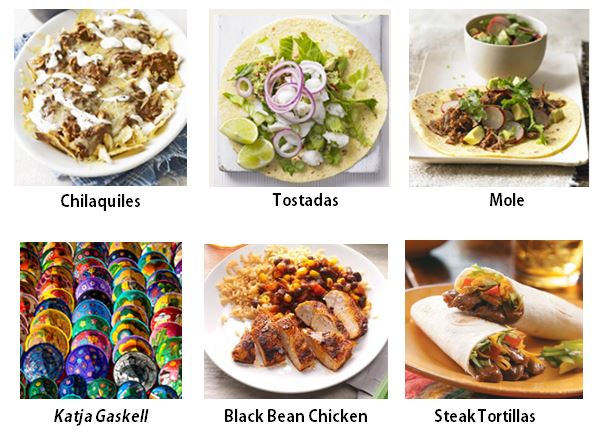 Chilaquiles
Tostadas
Mole
Katja Gaskell
Black Bean Chicken
Steak Tortillas